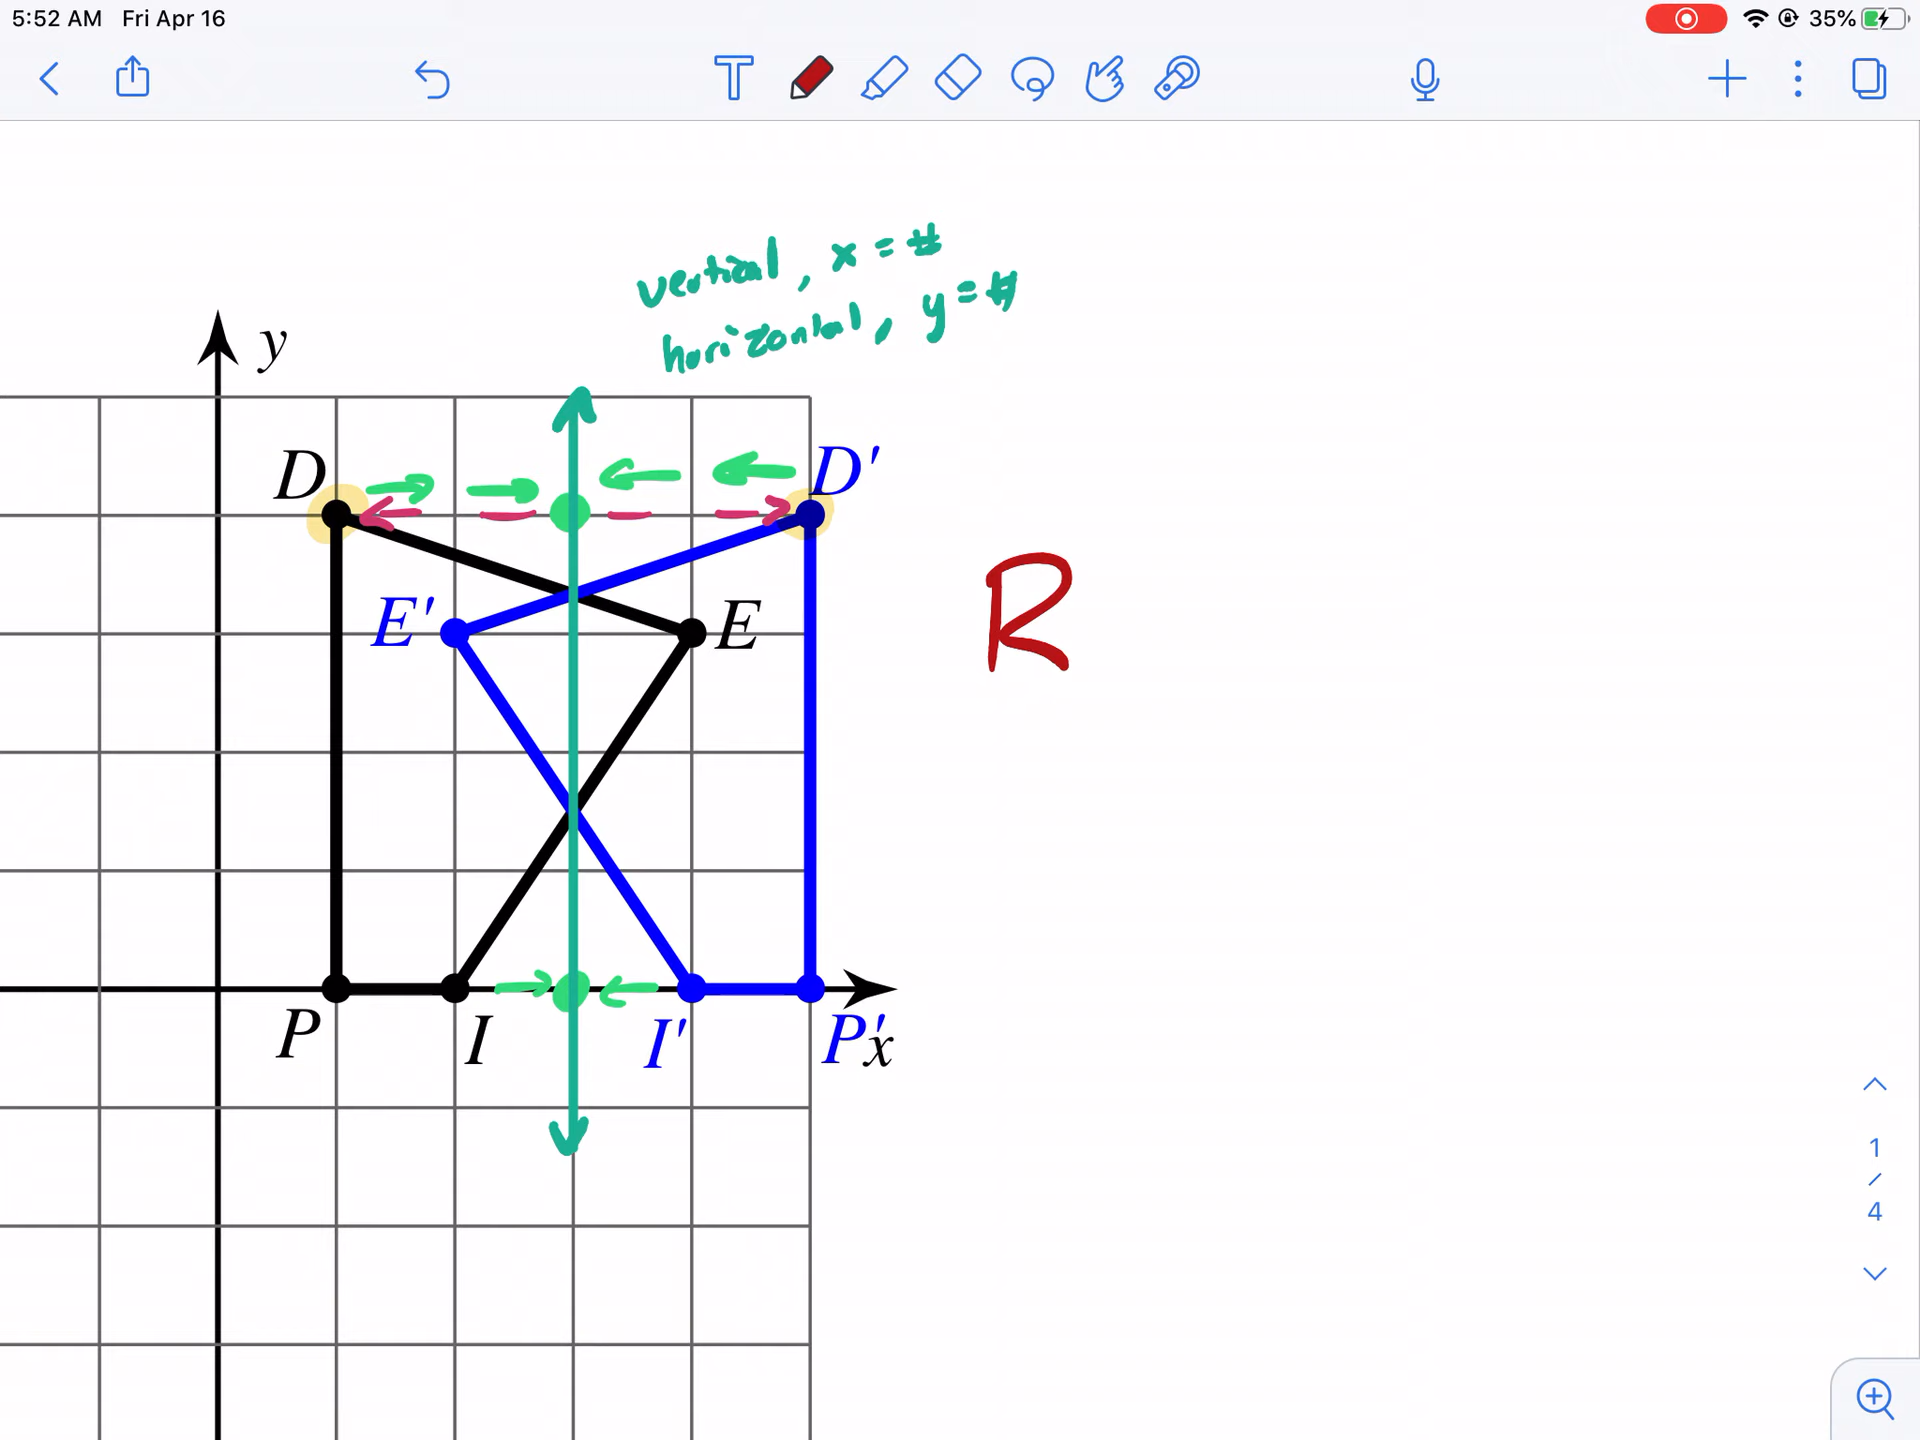 5:52 AM Fri Apr 16
35%
T
vertical, x = #
horizontal, y = #
y
D
D'
E'
E
R
P
I
I'
P'
x
1
/
4